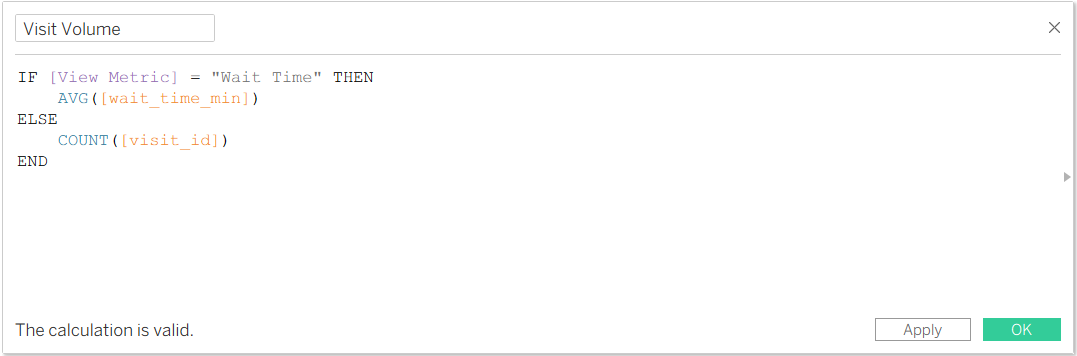 Visit Volume
IF [View Metric] = "Wait Time" THEN
    AVG([wait_time_min])
ELSE
    COUNT([visit_id])
END
The calculation is valid.
Apply
OK